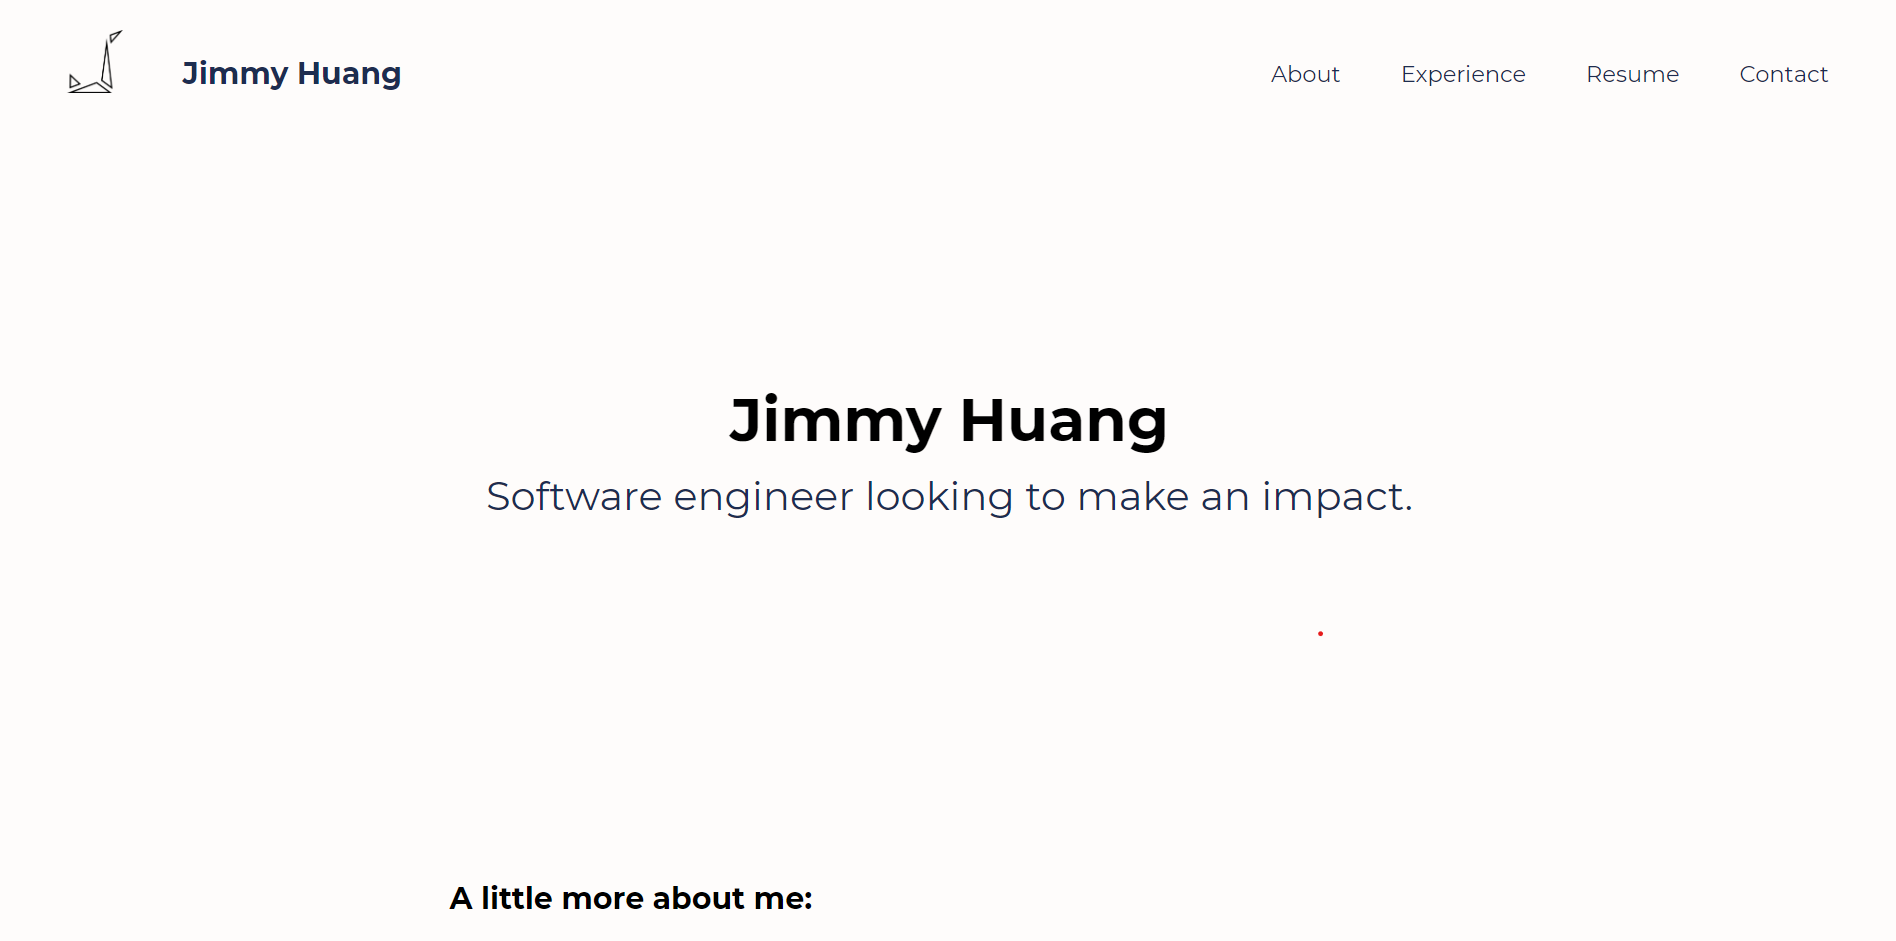 Jimmy Huang
About
Experience
Resume
Contact
Jimmy Huang
Software engineer looking to make an impact.
A little more about me: